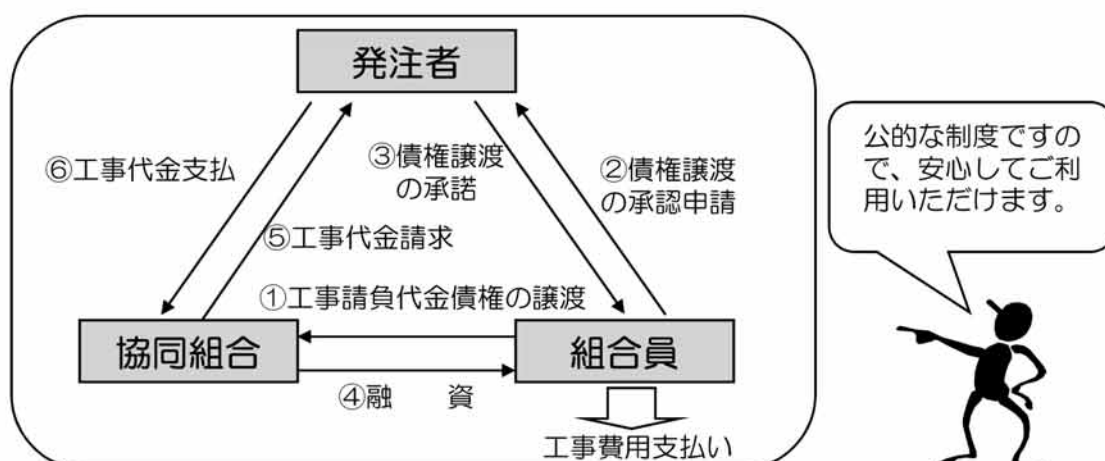 発注者
⑥工事代金支払
③債権譲渡
の承諾
②債権譲渡
の承認申請
⑤工事代金請求
①工事請負代金債権の譲渡
協同組合
組合員
④融　　資
工事費用支払い
公的な制度ですの
で、安心してご利
用いただけます。